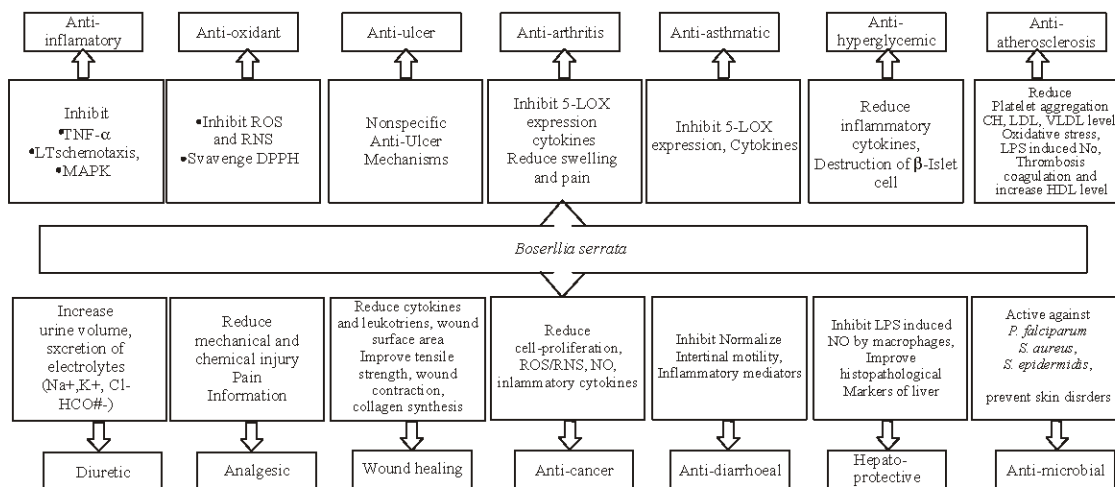 Anti-
inflamatory
Anti-oxidant
Anti-ulcer
Anti-arthritis
Anti-asthmatic
Anti-
hyperglycemic
Anti-
atherosclerosis
Inhibit
•TNF-α
•LTschemotaxis,
•MAPK
•Inhibit ROS
and RNS
•Svavenge DPPH
Nonspecific
Anti-Ulcer
Mechanisms
Inhibit 5-LOX
expression
cytokines
Reduce swelling
and pain
Inhibit 5-LOX
expression, Cytokines
Reduce
inflammatory
cytokines,
Destruction of β-Islet
cell
Reduce
Platelet aggregation
CH, LDL, VLDL level
Oxidative stress,
LPS induced No,
Thrombosis
coagulation and
increase HDL level
Boserllia serrata
Increase
urine volume,
sxcretion of
electrolytes
(Na+,K+, Cl-
HCO#-)
Reduce
mechanical and
chemical injury
Pain
Information
Reduce cytokines
and leukotriens, wound
surface area
Improve tensile
strength, wound
contraction,
collagen synthesis
Reduce
cell-proliferation,
ROS/RNS, NO,
inlammatory cytokines
Inhibit Normalize
Intertinal motility,
Inflammatory mediators
Inhibit LPS induced
NO by macrophages,
Improve
histopathological
Markers of liver
Active against
P. falciparum
S. aureus,
S. epidermidis,
prevent skin disrders
Diuretic
Analgesic
Wound healing
Anti-cancer
Anti-diarrhoeal
Hepato-
protective
Anti-microbial